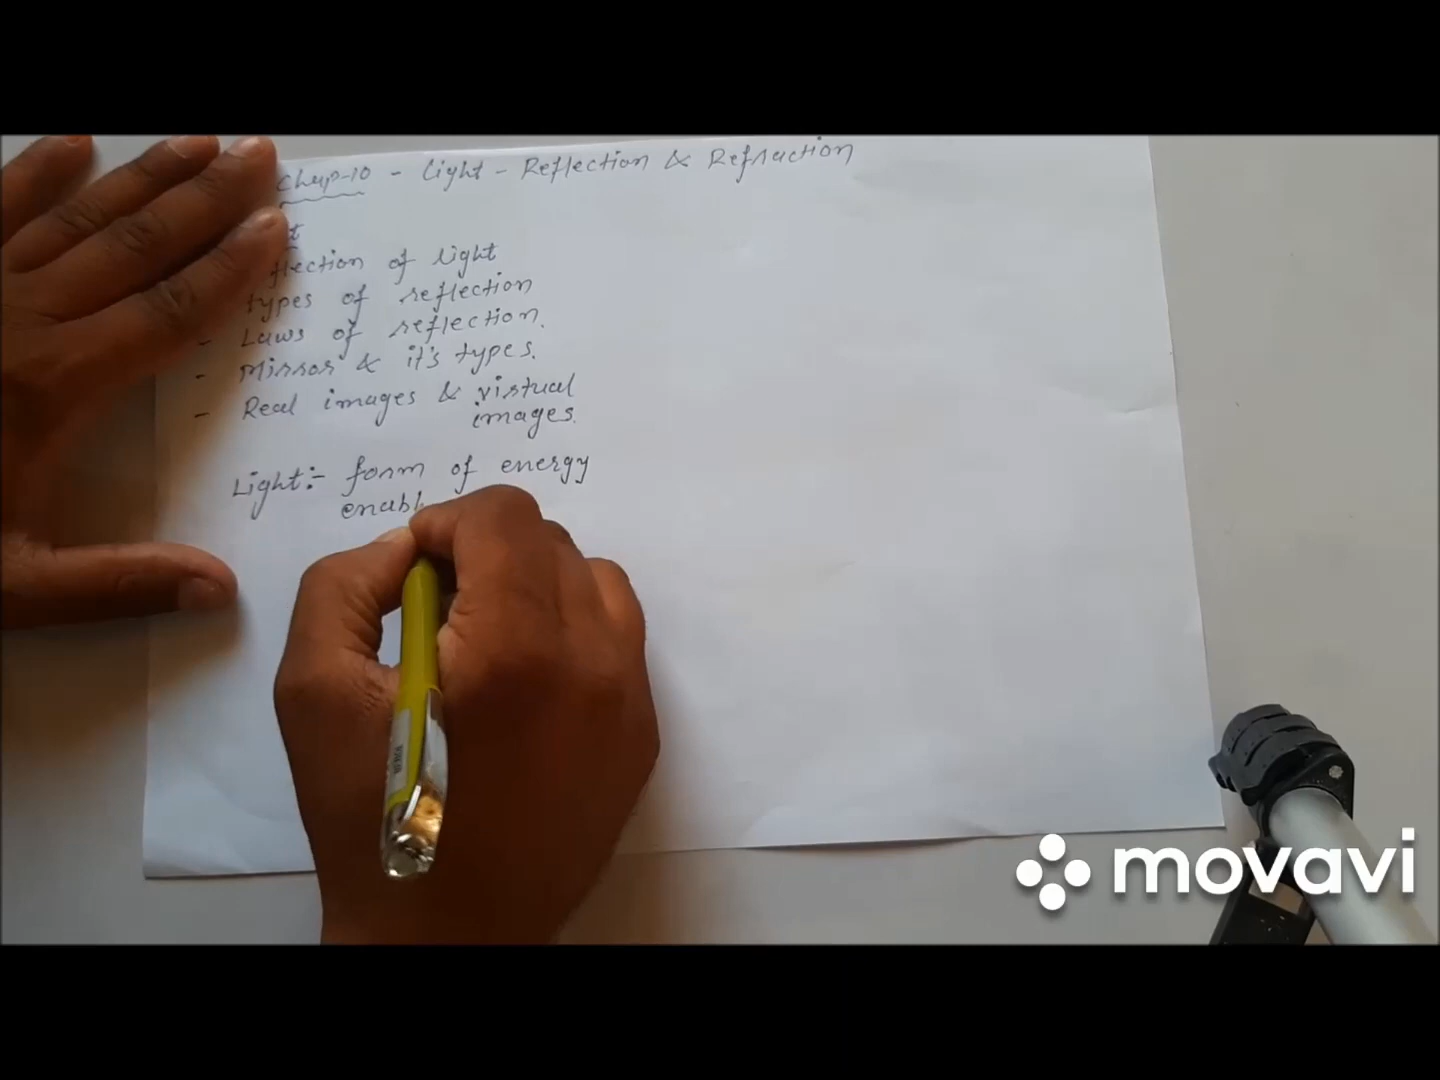 Chap-10 - Light - Reflection & Refraction
flection of light
types of reflection
- Laws of reflection.
- Mirror & it's types.
- Real images & virtual
images.
Light:- form of energy
enabl
movavi